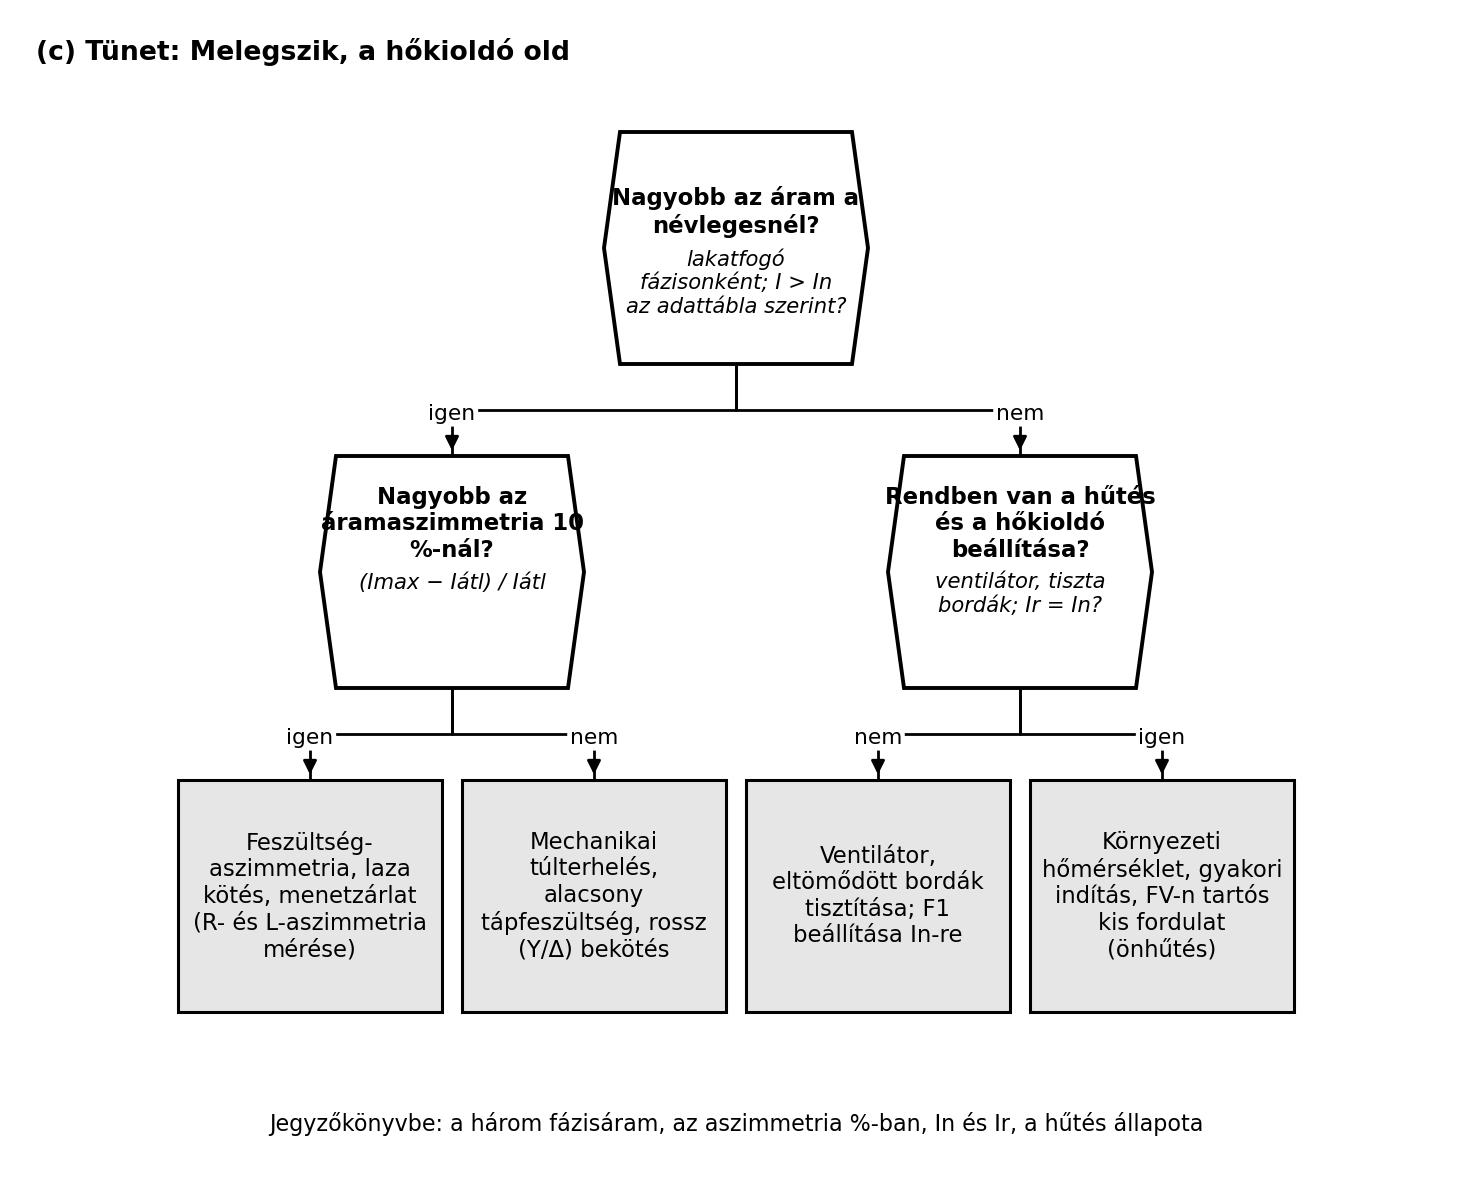 (c) Tünet: Melegszik, a hőkioldó old
Nagyobb az áram a
névlegesnél?
lakatfogó
fázisonként; I > In
az adattábla szerint?
igen
nem
Nagyobb az
áramaszimmetria 10
%-nál?
(Imax − Iátl) / Iátl
Rendben van a hűtés
és a hőkioldó
beállítása?
ventilátor, tiszta
bordák; Ir = In?
igen
nem
nem
igen
Feszültség-
aszimmetria, laza
kötés, menetzárlat
(R- és L-aszimmetria
mérése)
Mechanikai
túlterhelés,
alacsony
tápfeszültség, rossz
(Y/Δ) bekötés
Ventilátor,
eltömődött bordák
tisztítása; F1
beállítása In-re
Környezeti
hőmérséklet, gyakori
indítás, FV-n tartós
kis fordulat
(önhűtés)
Jegyzőkönyvbe: a három fázisáram, az aszimmetria %-ban, In és Ir, a hűtés állapota